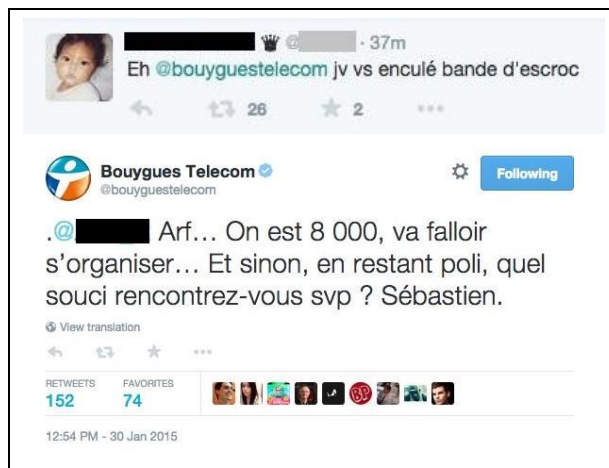 @ · 37m
Eh @bouyguestelecom jv vs enculé bande d'escroc
26 2
Bouygues Telecom
@bouyguestelecom
Following
.@ Arf... On est 8 000, va falloir
s'organiser... Et sinon, en restant poli, quel
souci rencontrez-vous svp ? Sébastien.
View translation
RETWEETS FAVORITES
152 74
BP
12:54 PM - 30 Jan 2015